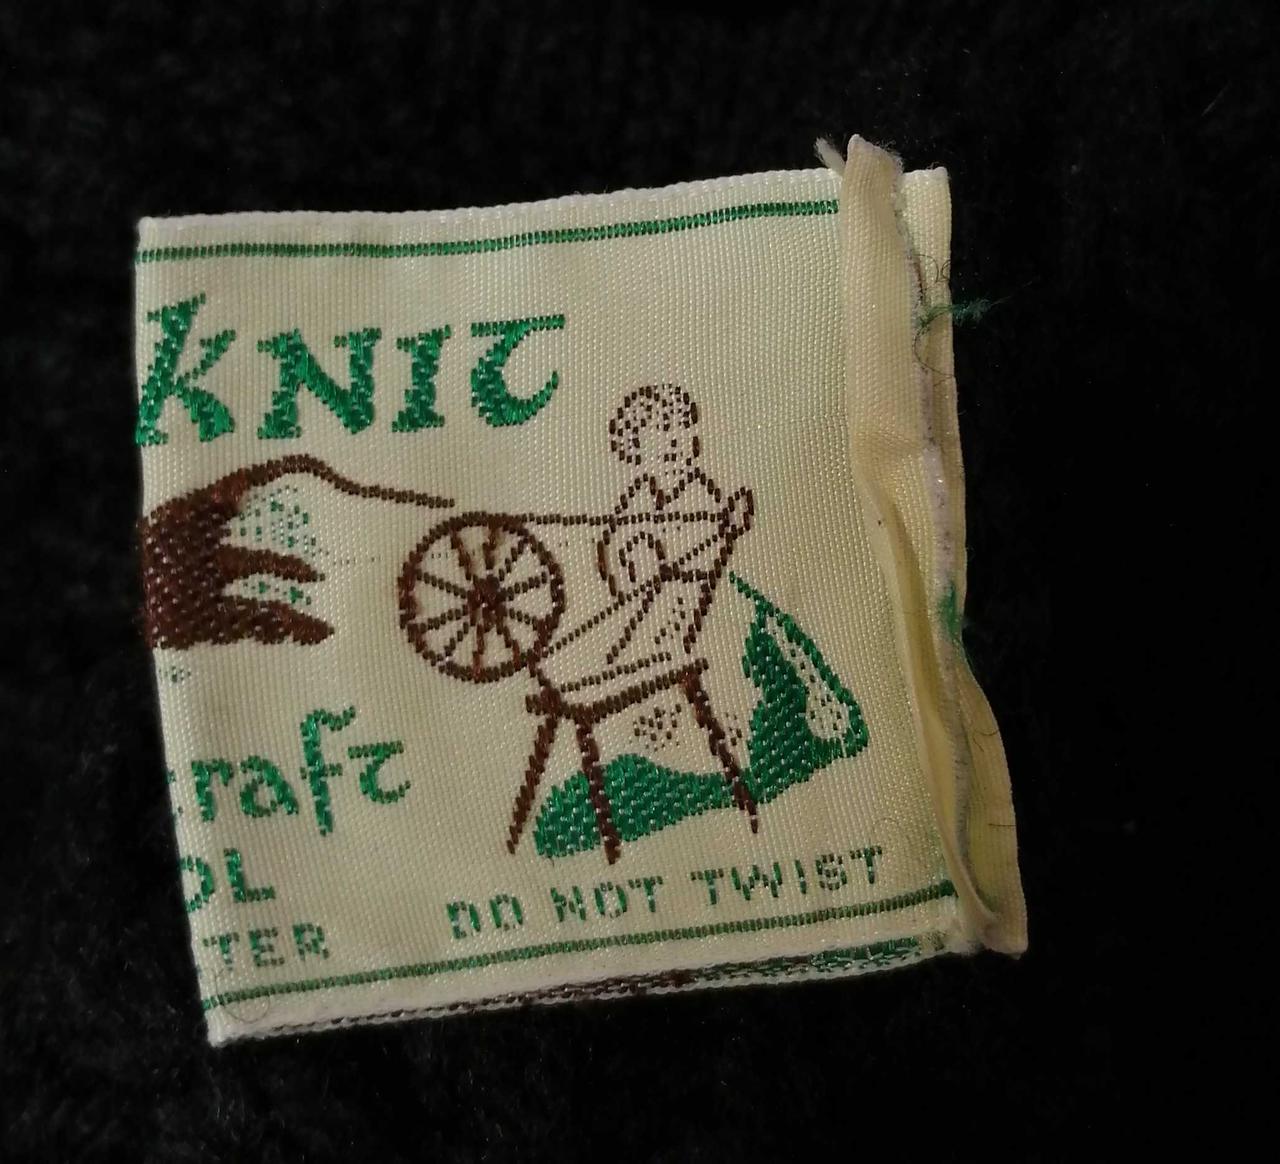 KNIT
raft
OL
TER
DO NOT TWIST